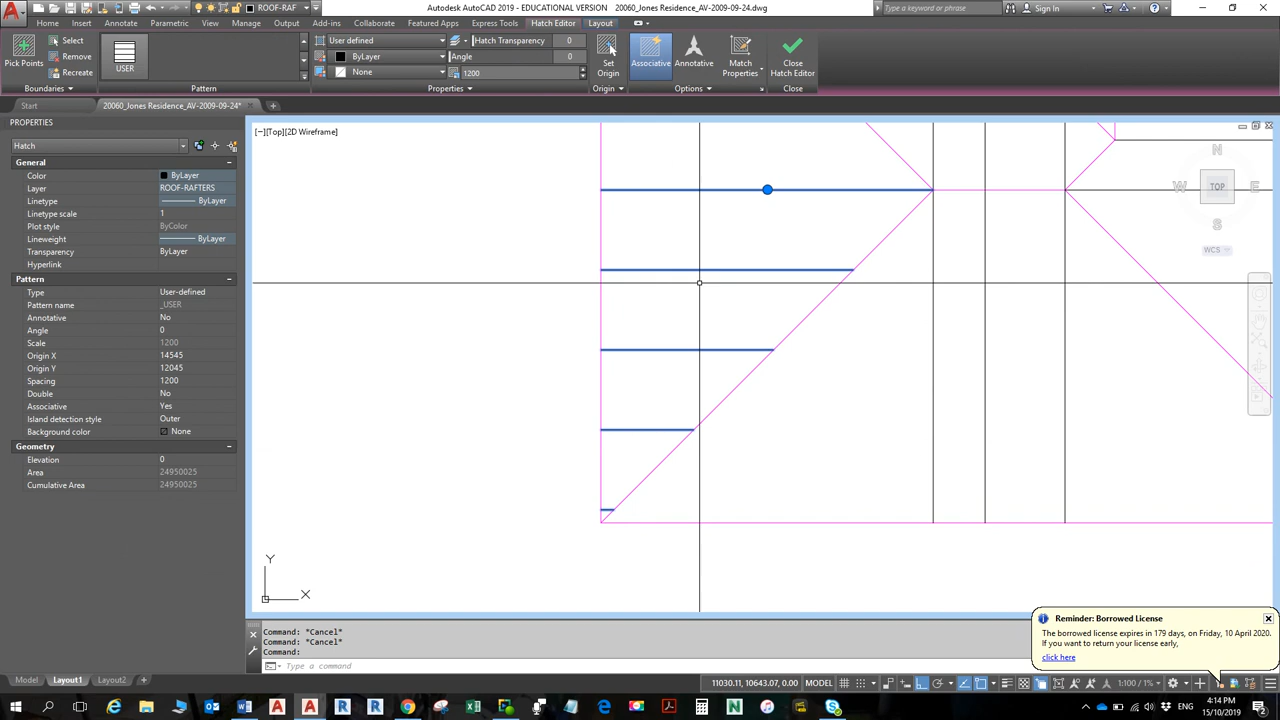 Autodesk AutoCAD 2019 - EDUCATIONAL VERSION 20060_Jones Residence_AV-2009-09-24.dwg
ROOF-RAF
Type a keyword or phrase
Sign In
Home Insert Annotate Parametric View Manage Output Add-ins Collaborate Featured Apps Express Tools Hatch Editor Layout
Pick Points
Select
Remove
Recreate
Boundaries
USER
Pattern
User defined
ByLayer
None
Hatch Transparency 0
Angle 0
1200
Properties
Set Origin
Origin
Associative
Annotative
Match Properties
Options
Close Hatch Editor
Close
Start
20060_Jones Residence_AV-2009-09-24*
PROPERTIES
Hatch
General
Color ByLayer
Layer ROOF-RAFTERS
Linetype ByLayer
Linetype scale 1
Plot style ByColor
Lineweight ByLayer
Transparency ByLayer
Hyperlink
Pattern
Type User-defined
Pattern name _USER
Annotative No
Angle 0
Scale 1200
Origin X 14545
Origin Y 12045
Spacing 1200
Double No
Associative Yes
Island detection style Outer
Background color None
Geometry
Elevation 0
Area 24950025
Cumulative Area 24950025
[−][Top][2D Wireframe]
N
W TOP E
S
WCS
Y
X
Command: *Cancel*
Command: *Cancel*
Command:
Type a command
Reminder: Borrowed License
The borrowed license expires in 179 days, on Friday, 10 April 2020.
If you want to return your license early,
click here
Model Layout1 Layout2 +
11030.11, 10643.07, 0.00 MODEL
1:100 / 1%
ENG
4:14 PM
15/10/2019